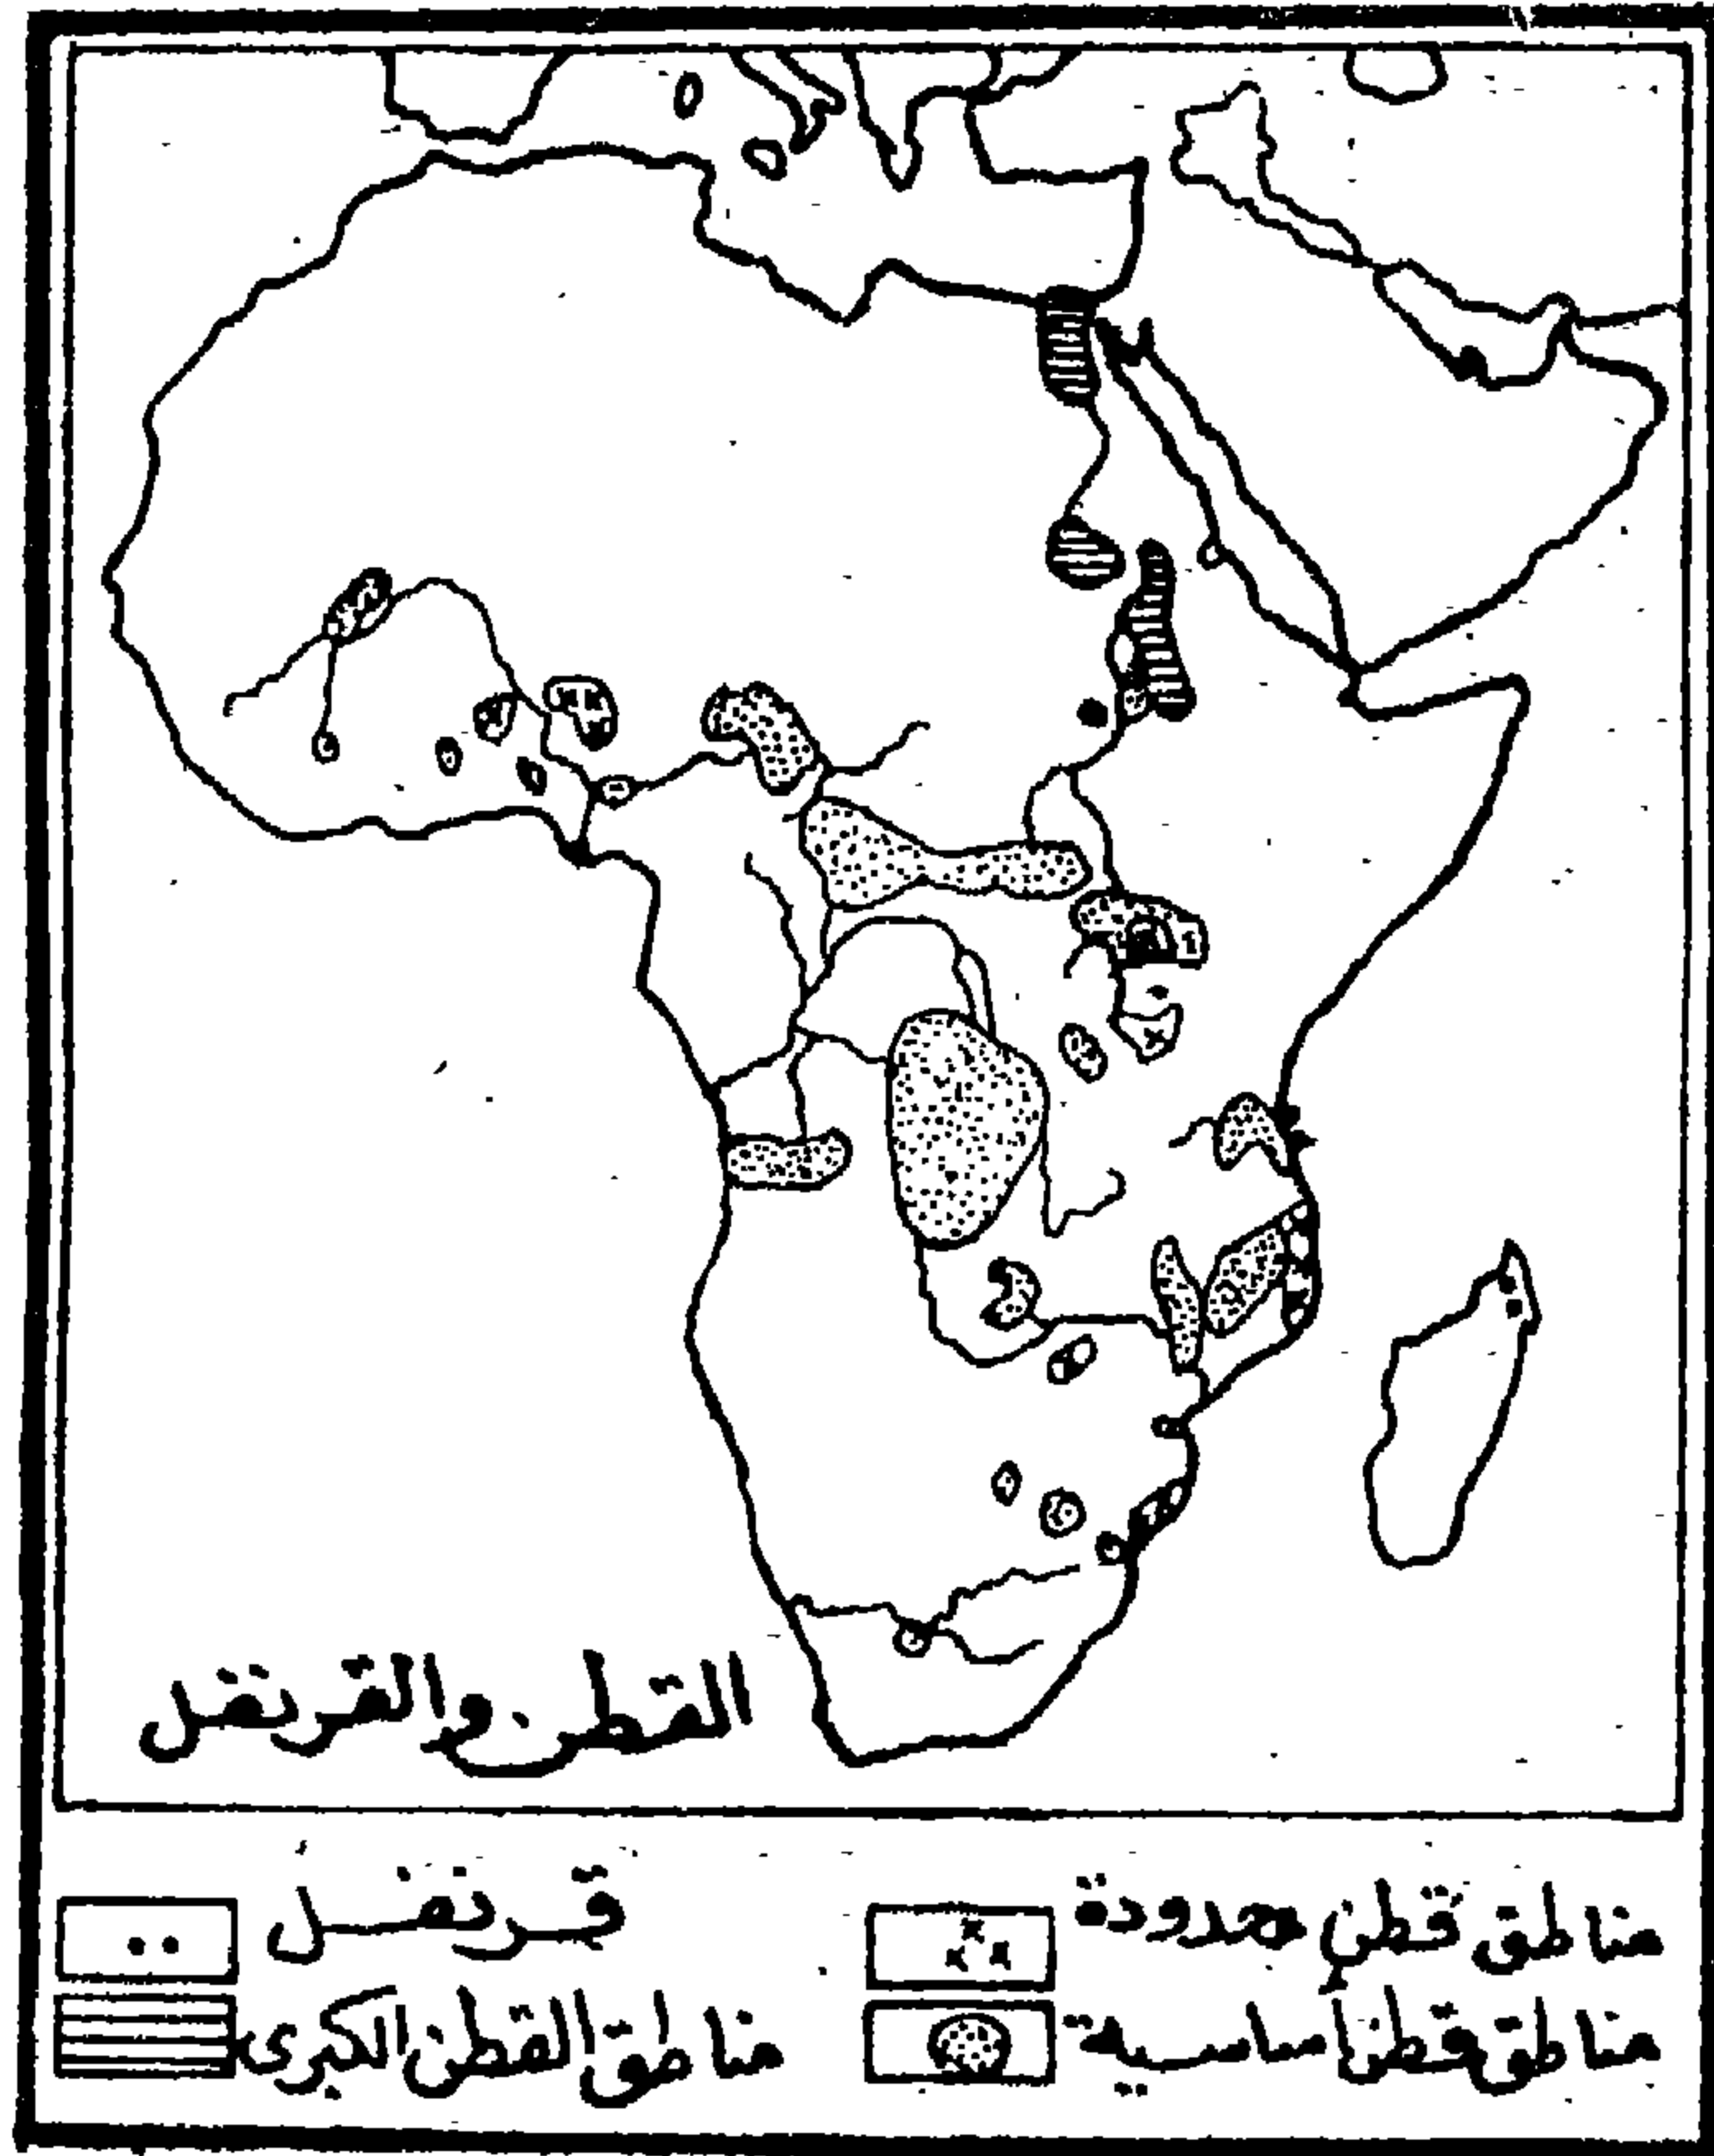 القطن والقرنفل
مناطق قطن محدودة
قرنفل
مناطق قطن أساسية
مناطق القطن الكبرى